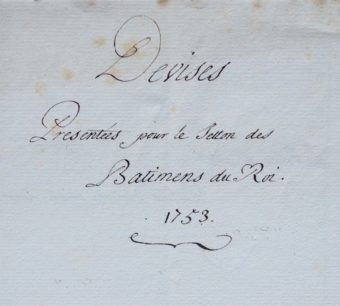 Devises
Presentées pour le Jetton des
Batimens du Roi.
1753.